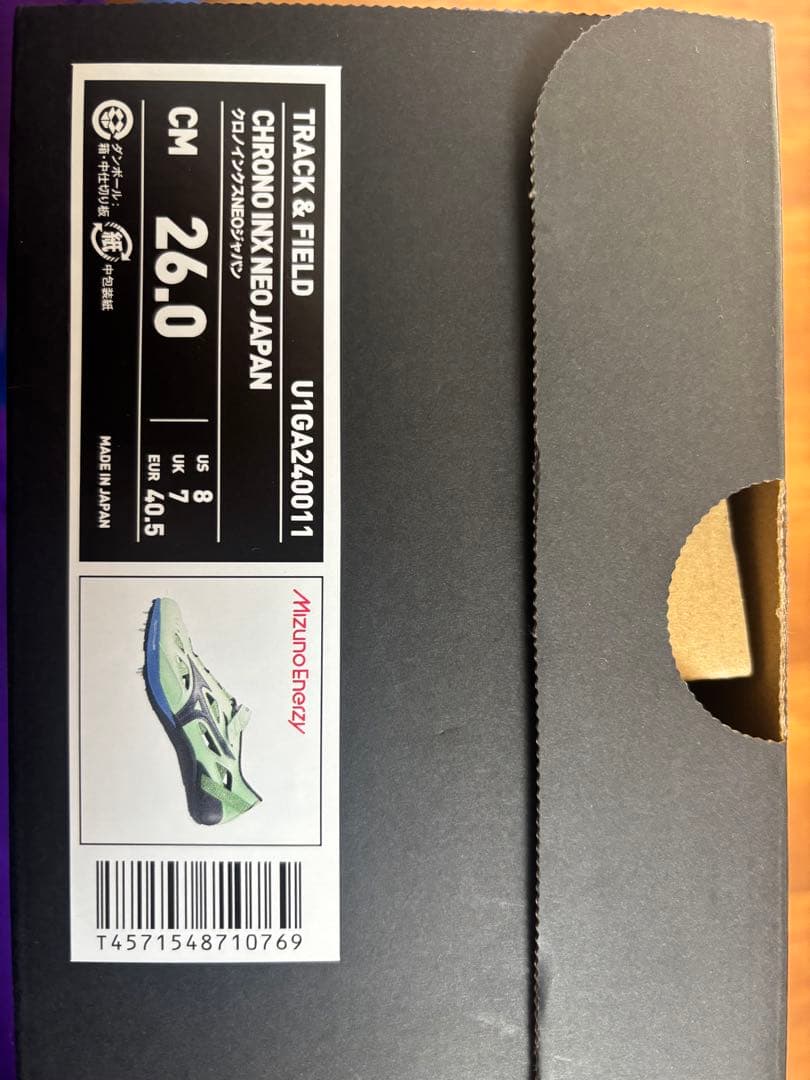 TRACK & FIELD U1GA240011
CHRONO INX NEO JAPAN
クロノインクスNEOジャパン
CM 26.0
US 8
UK 7
EUR 40.5
ダンボール:
箱・中仕切り板
紙
中包装紙
MADE IN JAPAN
MizunoEnerzy
T4571548710769